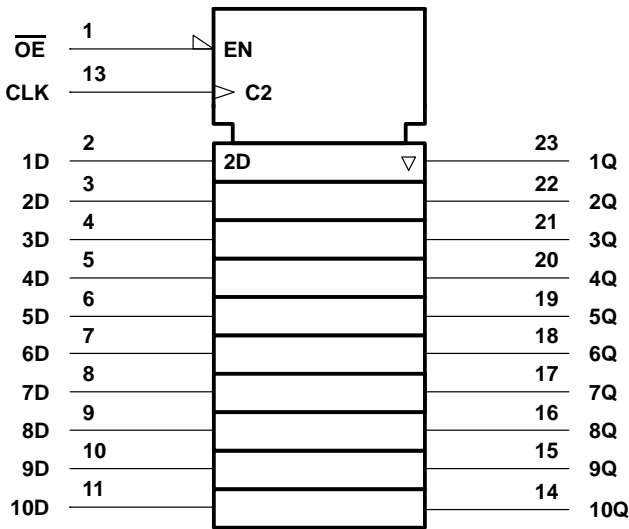 OE 1 EN
CLK 13 C2
1D 2 2D 23 1Q
2D 3 22 2Q
3D 4 21 3Q
4D 5 20 4Q
5D 6 19 5Q
6D 7 18 6Q
7D 8 17 7Q
8D 9 16 8Q
9D 10 15 9Q
10D 11 14 10Q